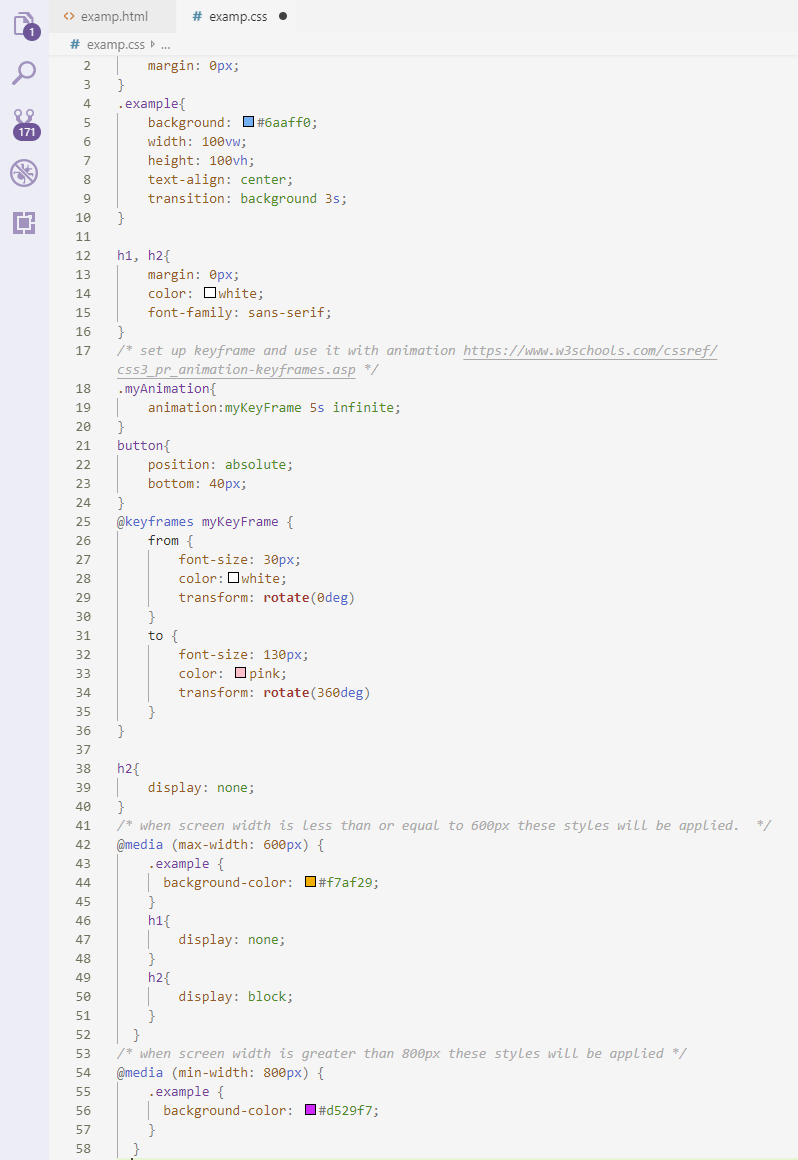 1
171
<> examp.html
# examp.css ●
# examp.css > ...
2 margin: 0px;
3 }
4 .example{
5 background: #6aaff0;
6 width: 100vw;
7 height: 100vh;
8 text-align: center;
9 transition: background 3s;
10 }
11
12 h1, h2{
13 margin: 0px;
14 color: white;
15 font-family: sans-serif;
16 }
17 /* set up keyframe and use it with animation https://www.w3schools.com/cssref/
css3_pr_animation-keyframes.asp */
18 .myAnimation{
19 animation:myKeyFrame 5s infinite;
20 }
21 button{
22 position: absolute;
23 bottom: 40px;
24 }
25 @keyframes myKeyFrame {
26 from {
27 font-size: 30px;
28 color: white;
29 transform: rotate(0deg)
30 }
31 to {
32 font-size: 130px;
33 color: pink;
34 transform: rotate(360deg)
35 }
36 }
37
38 h2{
39 display: none;
40 }
41 /* when screen width is less than or equal to 600px these styles will be applied.  */
42 @media (max-width: 600px) {
43 .example {
44 background-color: #f7af29;
45 }
46 h1{
47 display: none;
48 }
49 h2{
50 display: block;
51 }
52 }
53 /* when screen width is greater than 800px these styles will be applied */
54 @media (min-width: 800px) {
55 .example {
56 background-color: #d529f7;
57 }
58 }